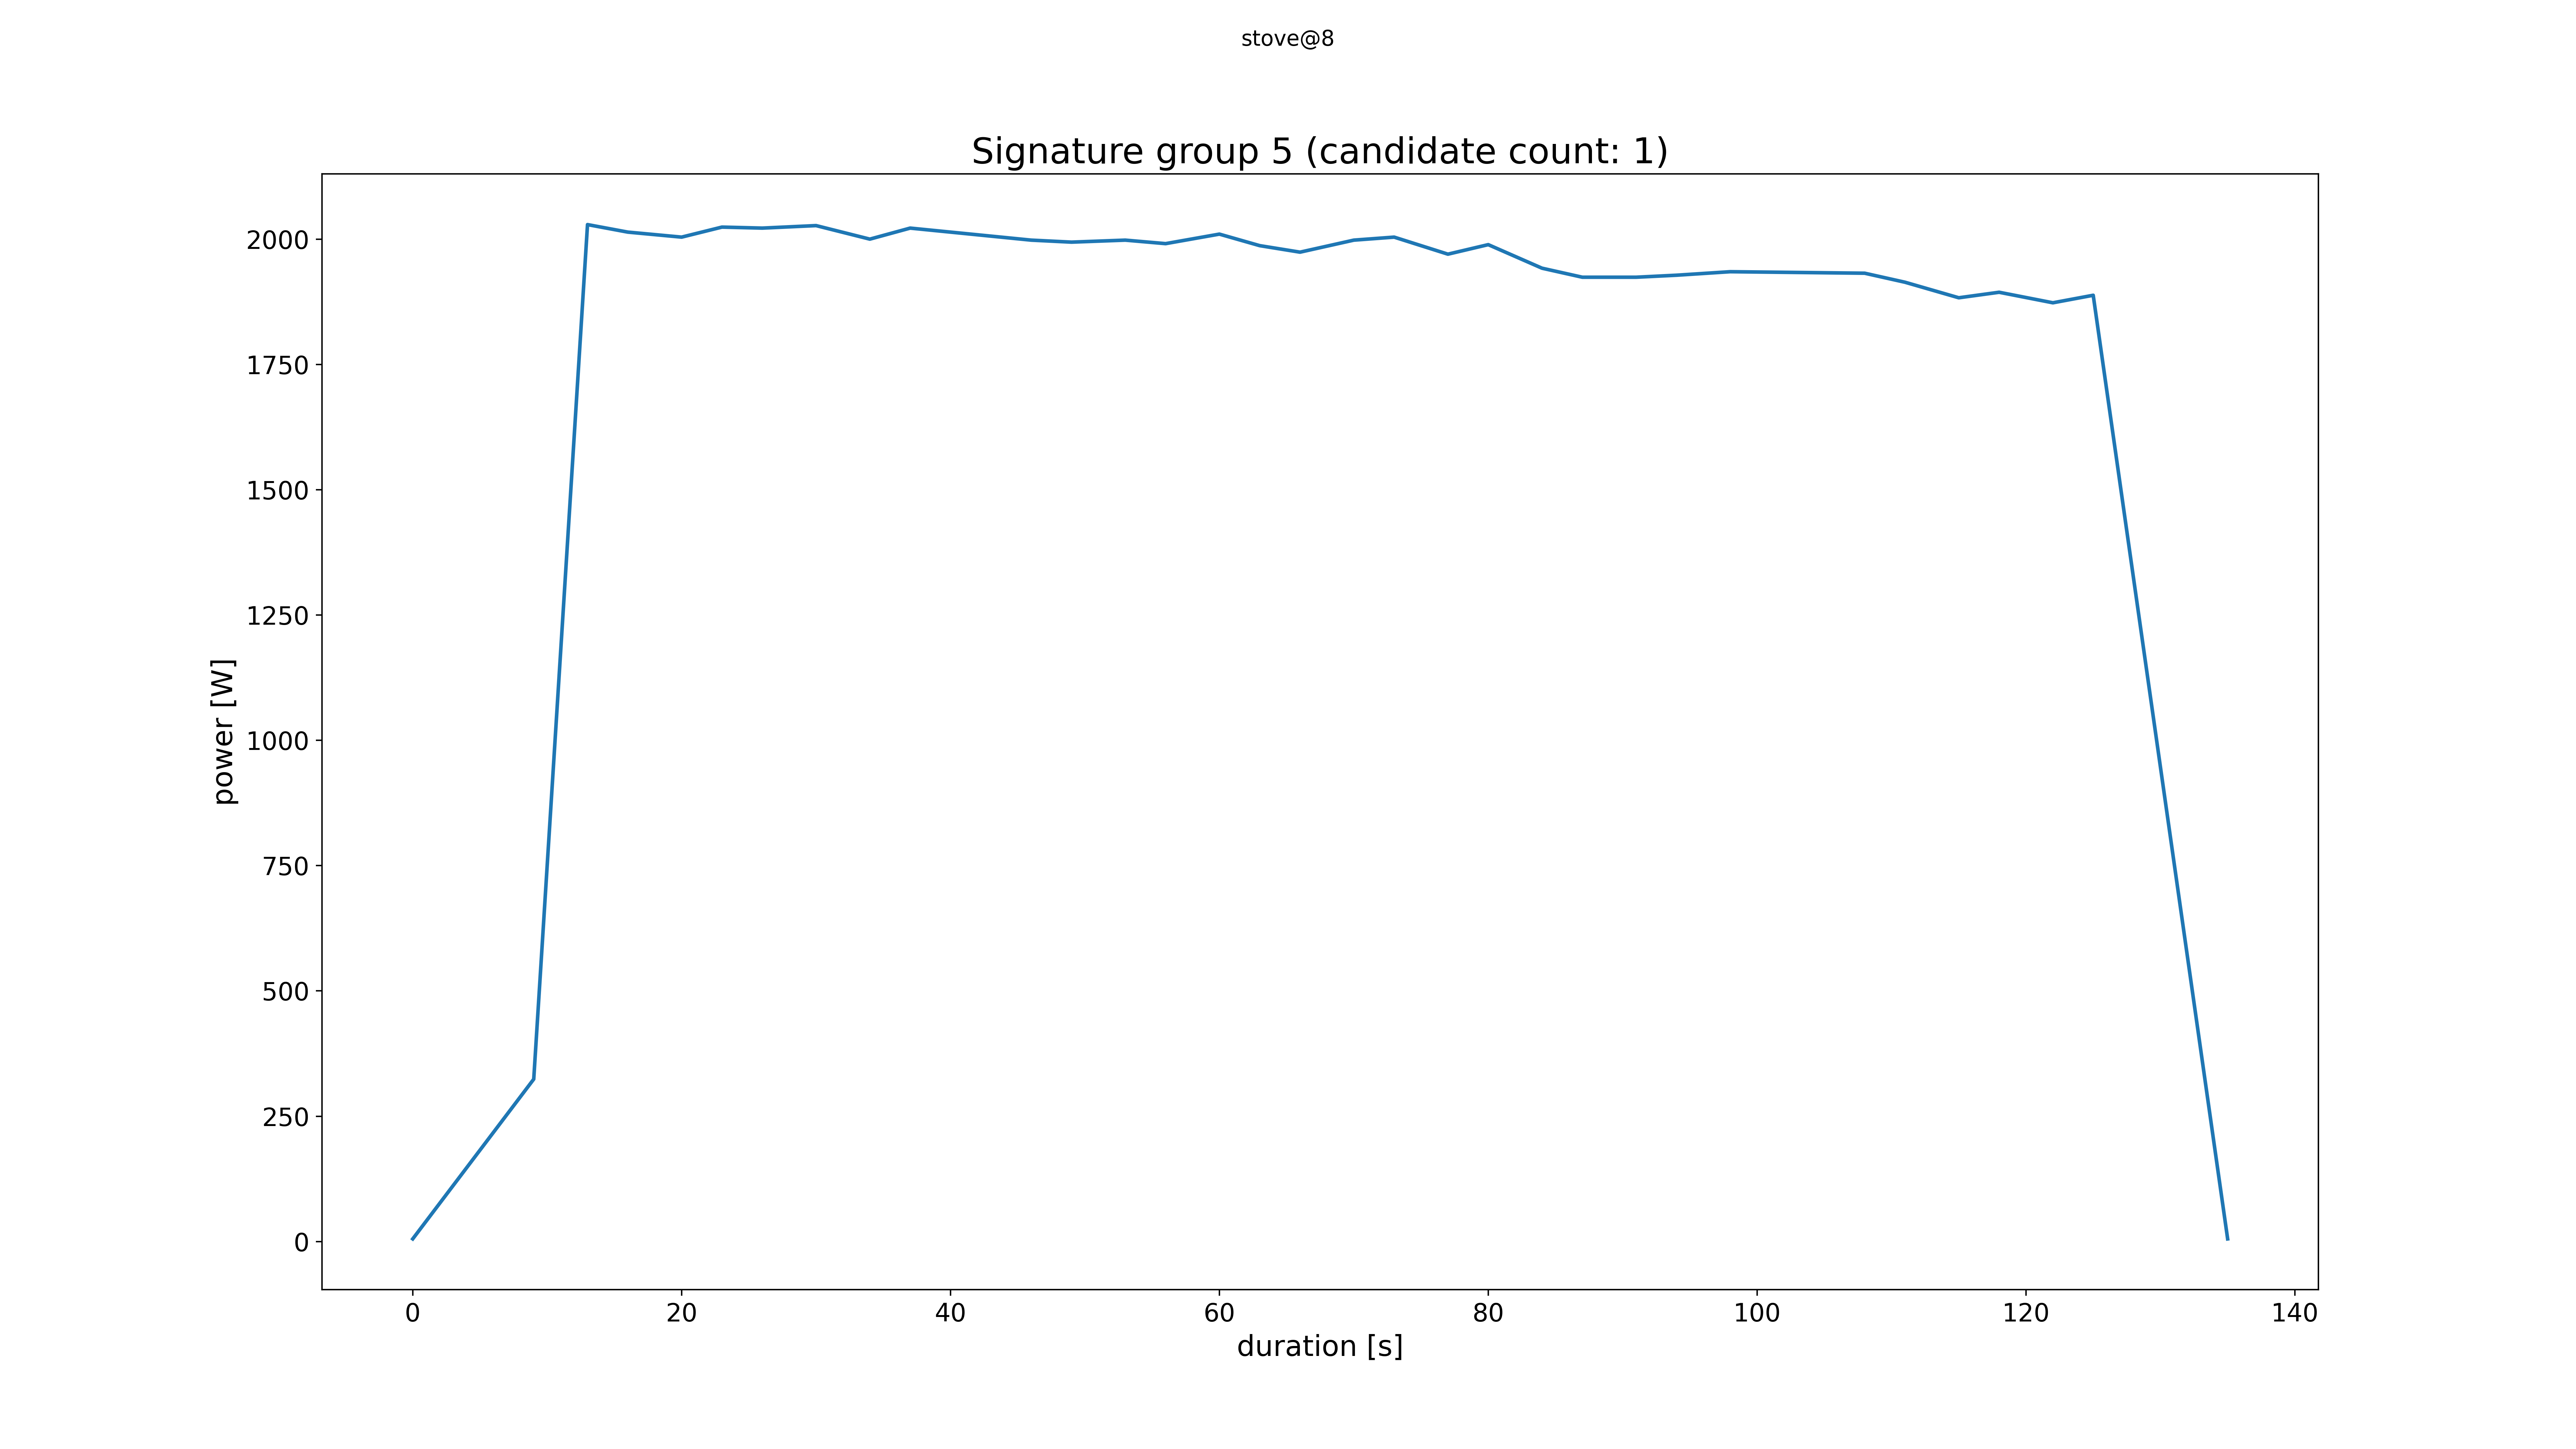 stove@8
Signature group 5 (candidate count: 1)
power [W]
2000
1750
1500
1250
1000
750
500
250
0
0 20 40 60 80 100 120 140
duration [s]